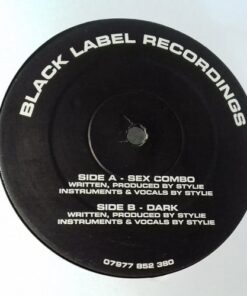 BLACK LABEL RECORDINGS
SIDE A - SEX COMBO
WRITTEN, PRODUCED BY STYLIE
INSTRUMENTS & VOCALS BY STYLIE
SIDE B - DARK
WRITTEN, PRODUCED BY STYLIE
INSTRUMENTS & VOCALS BY STYLIE
07977 852 380